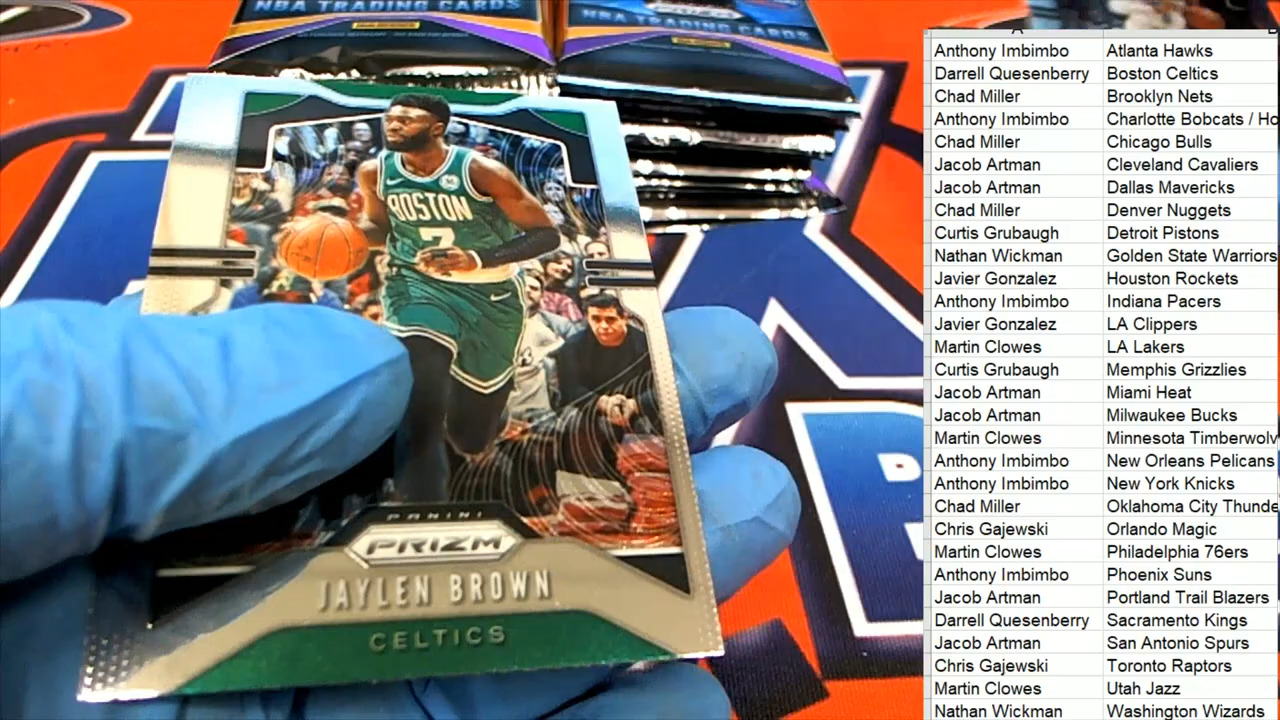 NBA TRADING CARDS
NBA TRADING CARDS
BOSTON
7
PANINI
PRIZM
JAYLEN BROWN
CELTICS
A
Anthony Imbimbo Atlanta Hawks
Darrell Quesenberry Boston Celtics
Chad Miller Brooklyn Nets
Anthony Imbimbo Charlotte Bobcats / Ho
Chad Miller Chicago Bulls
Jacob Artman Cleveland Cavaliers
Jacob Artman Dallas Mavericks
Chad Miller Denver Nuggets
Curtis Grubaugh Detroit Pistons
Nathan Wickman Golden State Warriors
Javier Gonzalez Houston Rockets
Anthony Imbimbo Indiana Pacers
Javier Gonzalez LA Clippers
Martin Clowes LA Lakers
Curtis Grubaugh Memphis Grizzlies
Jacob Artman Miami Heat
Jacob Artman Milwaukee Bucks
Martin Clowes Minnesota Timberwolv
Anthony Imbimbo New Orleans Pelicans
Anthony Imbimbo New York Knicks
Chad Miller Oklahoma City Thunde
Chris Gajewski Orlando Magic
Martin Clowes Philadelphia 76ers
Anthony Imbimbo Phoenix Suns
Jacob Artman Portland Trail Blazers
Darrell Quesenberry Sacramento Kings
Jacob Artman San Antonio Spurs
Chris Gajewski Toronto Raptors
Martin Clowes Utah Jazz
Nathan Wickman Washington Wizards